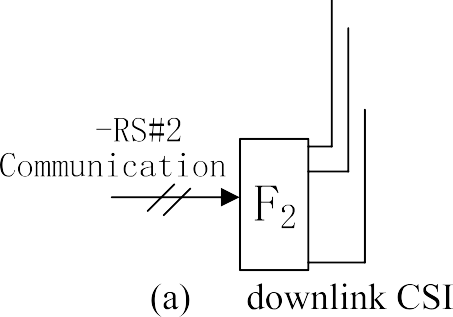 -RS#2
Communication
F₂
(a) downlink CSI